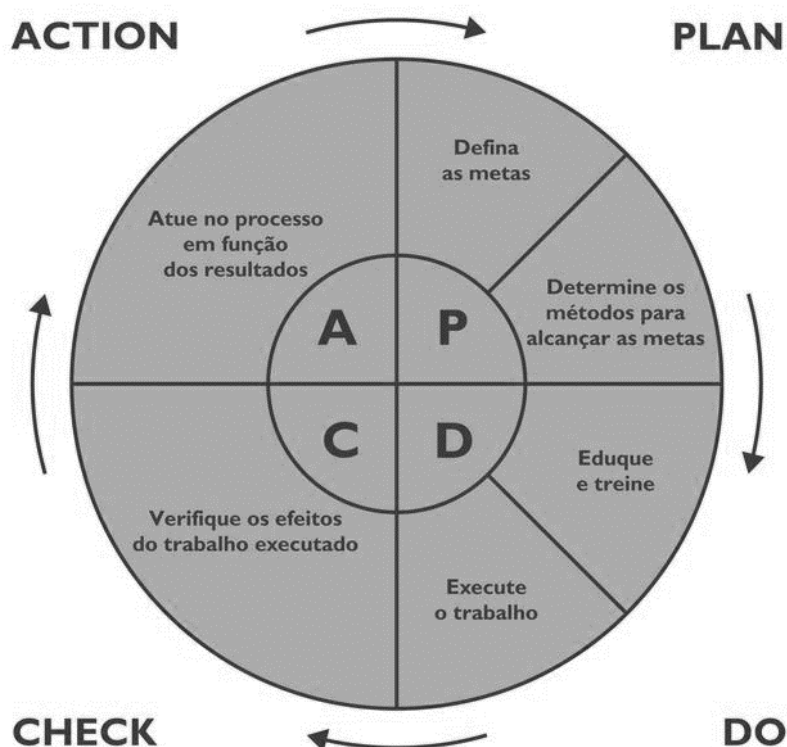 ACTION
PLAN
Defina
as metas
Atue no processo
em função
dos resultados
Determine os
métodos para
alcançar as metas
A
P
C
D
Eduque
e treine
Verifique os efeitos
do trabalho executado
Execute
o trabalho
CHECK
DO